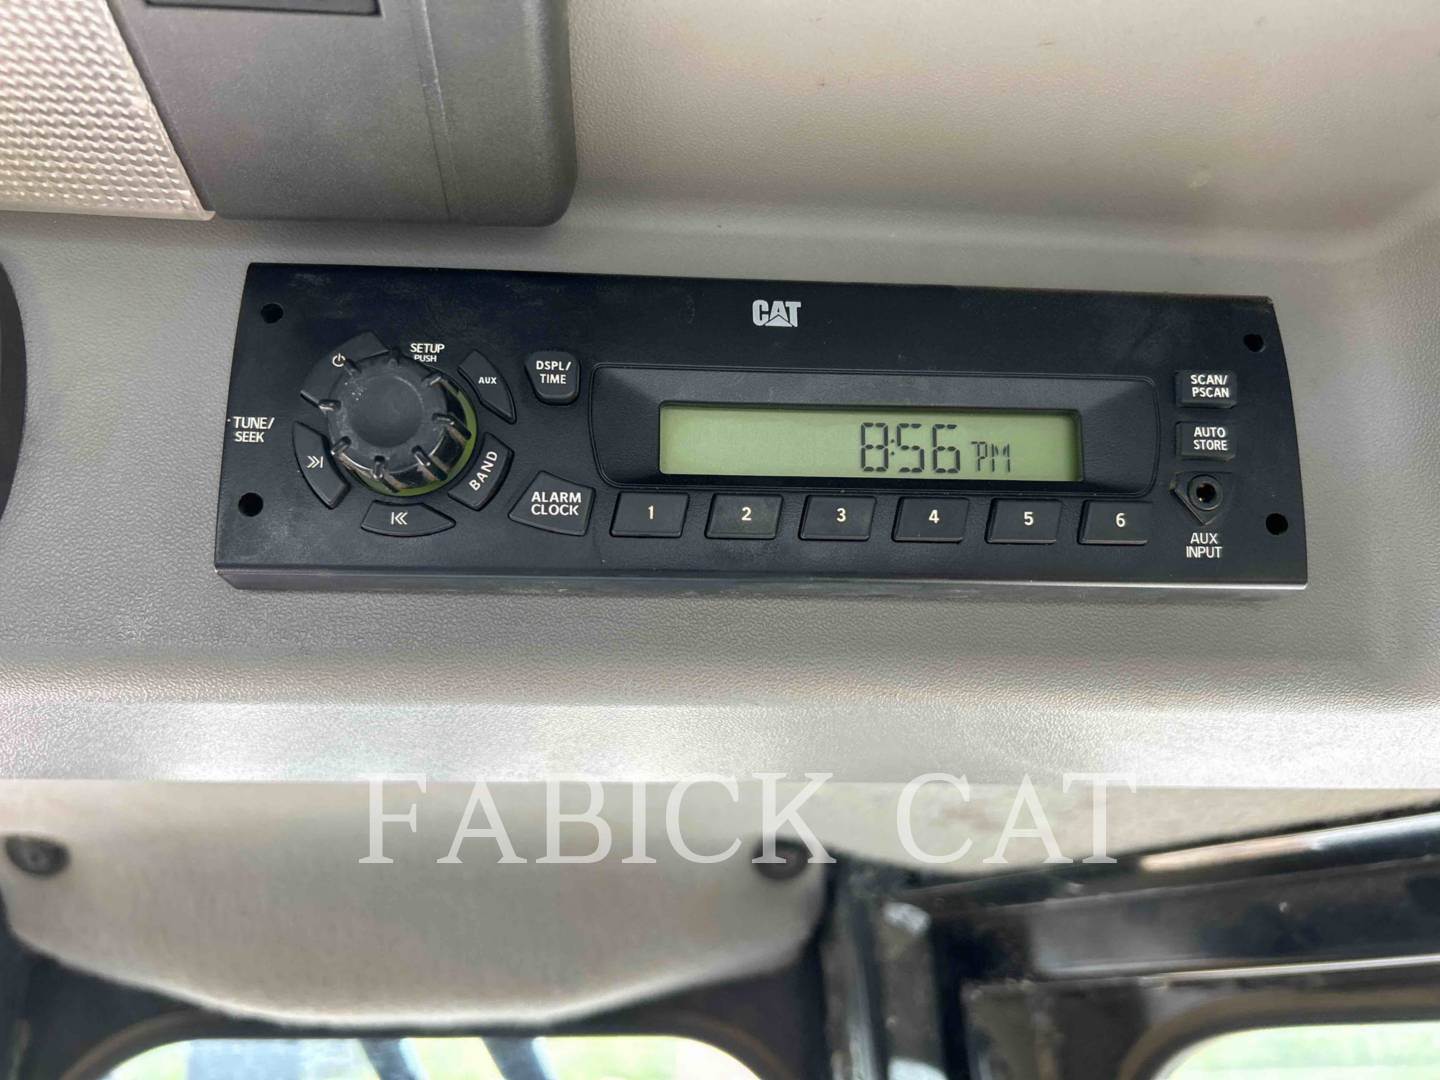 CAT
SETUP
PUSH
AUX
DSPL/
TIME
TUNE/
SEEK
BAND
ALARM
CLOCK
8:56 PM
1 2 3 4 5 6
SCAN/
PSCAN
AUTO
STORE
AUX
INPUT
FABICK CAT